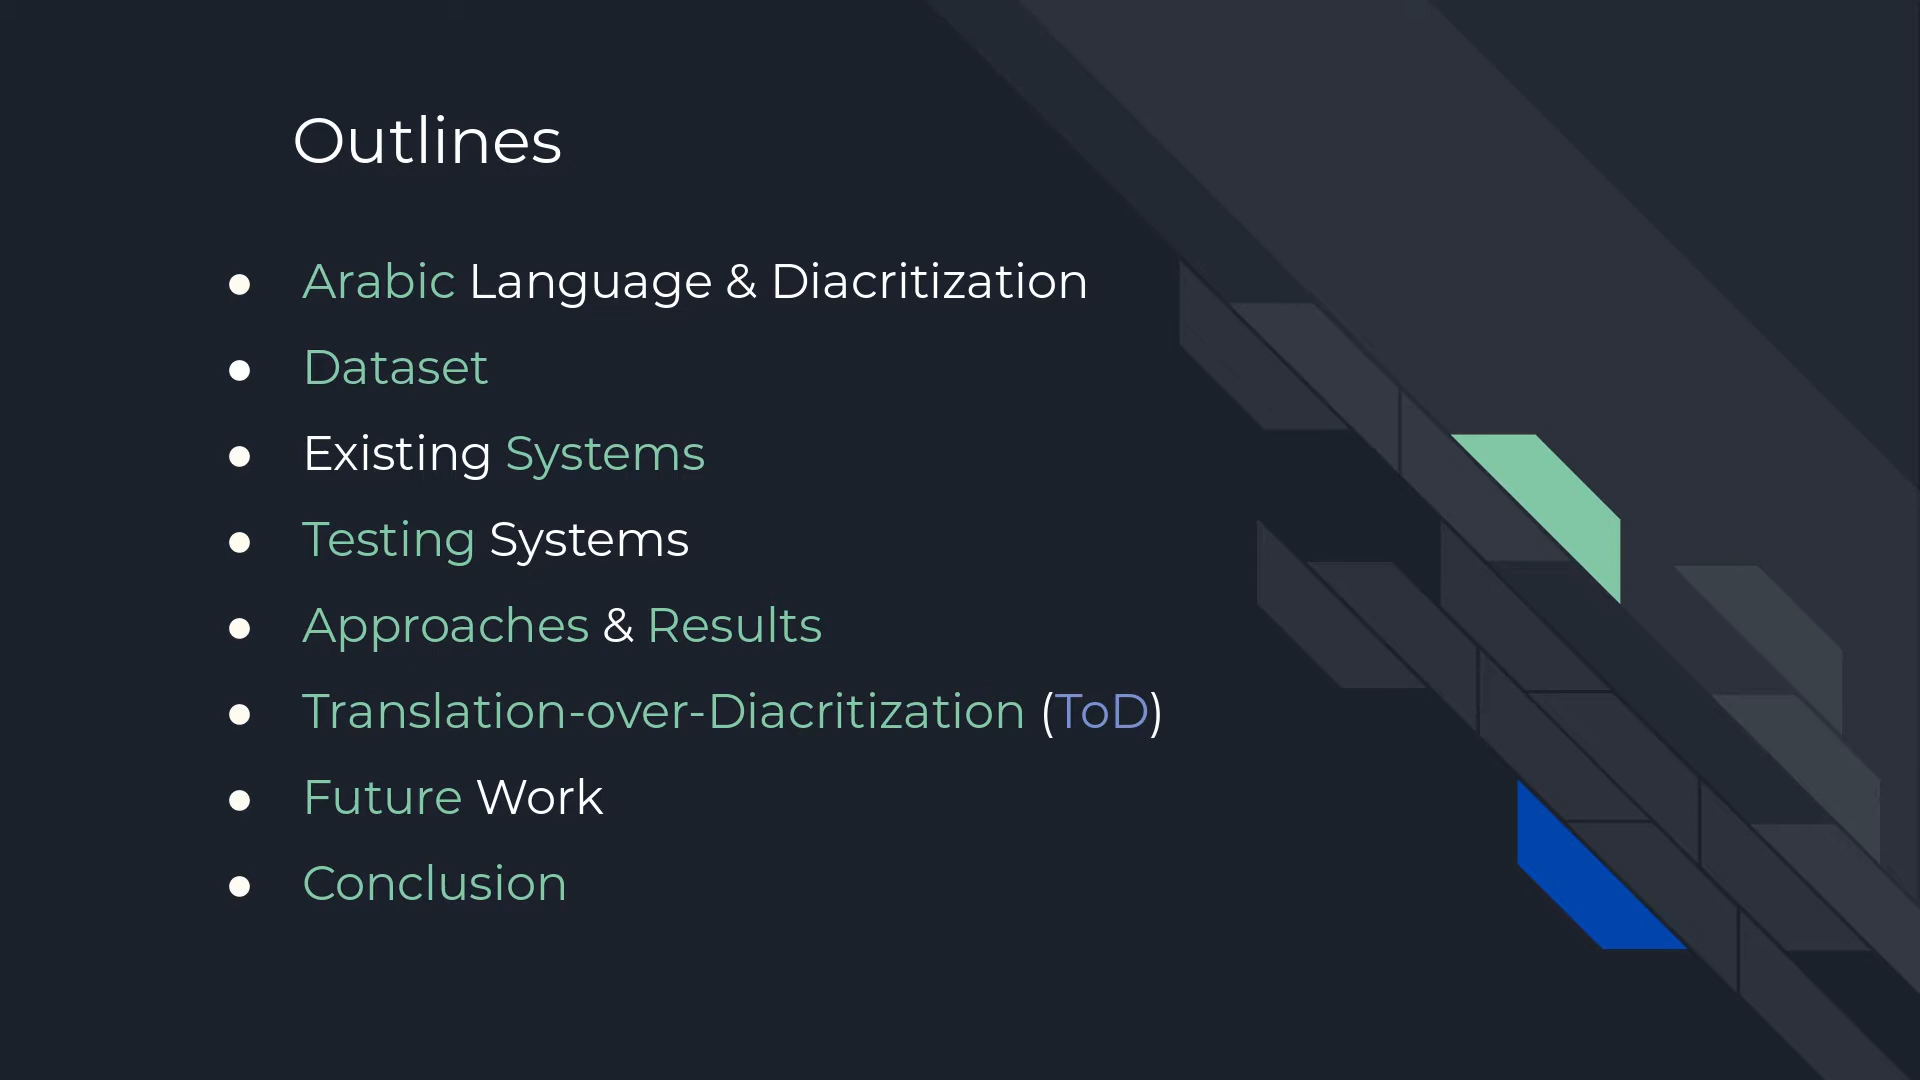 Outlines
● Arabic Language & Diacritization
● Dataset
● Existing Systems
● Testing Systems
● Approaches & Results
● Translation-over-Diacritization (ToD)
● Future Work
● Conclusion